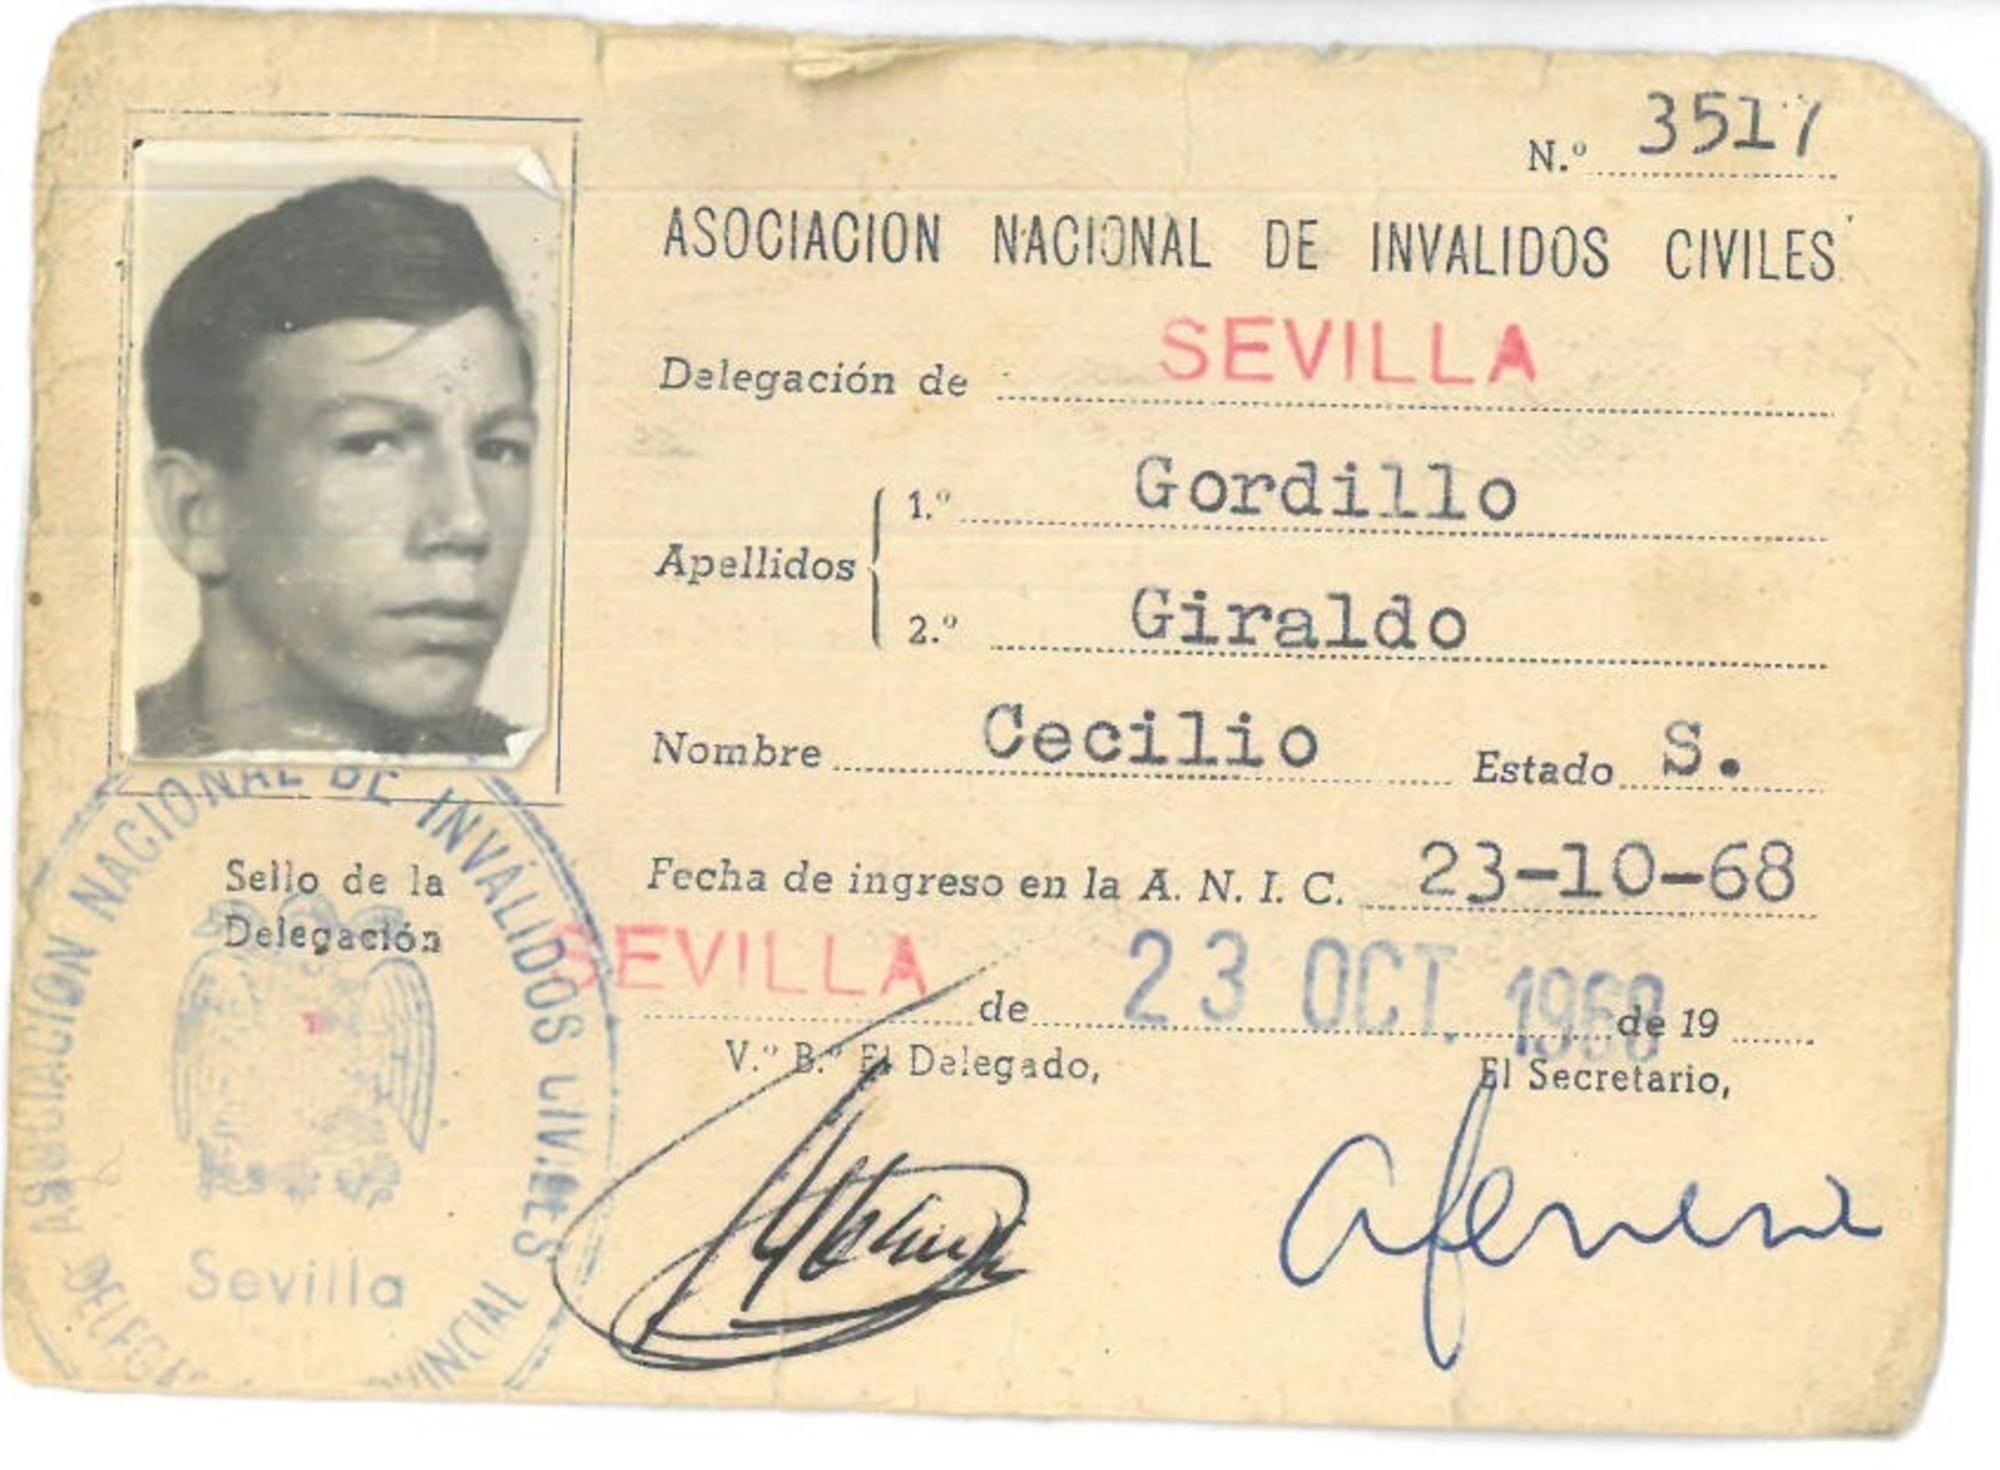 N.º 3517
ASOCIACION NACIONAL DE INVALIDOS CIVILES
Delegación de SEVILLA
Apellidos
1.º Gordillo
2.º Giraldo
Nombre Cecilio Estado S.
Fecha de ingreso en la A. N. I. C. 23-10-68
SEVILLA de 23 OCT. 1968 de 19
V.º B.º El Delegado,
El Secretario,
Sello de la
Delegación
ASOCIACIÓN NACIONAL DE INVÁLIDOS CIVILES
Sevilla